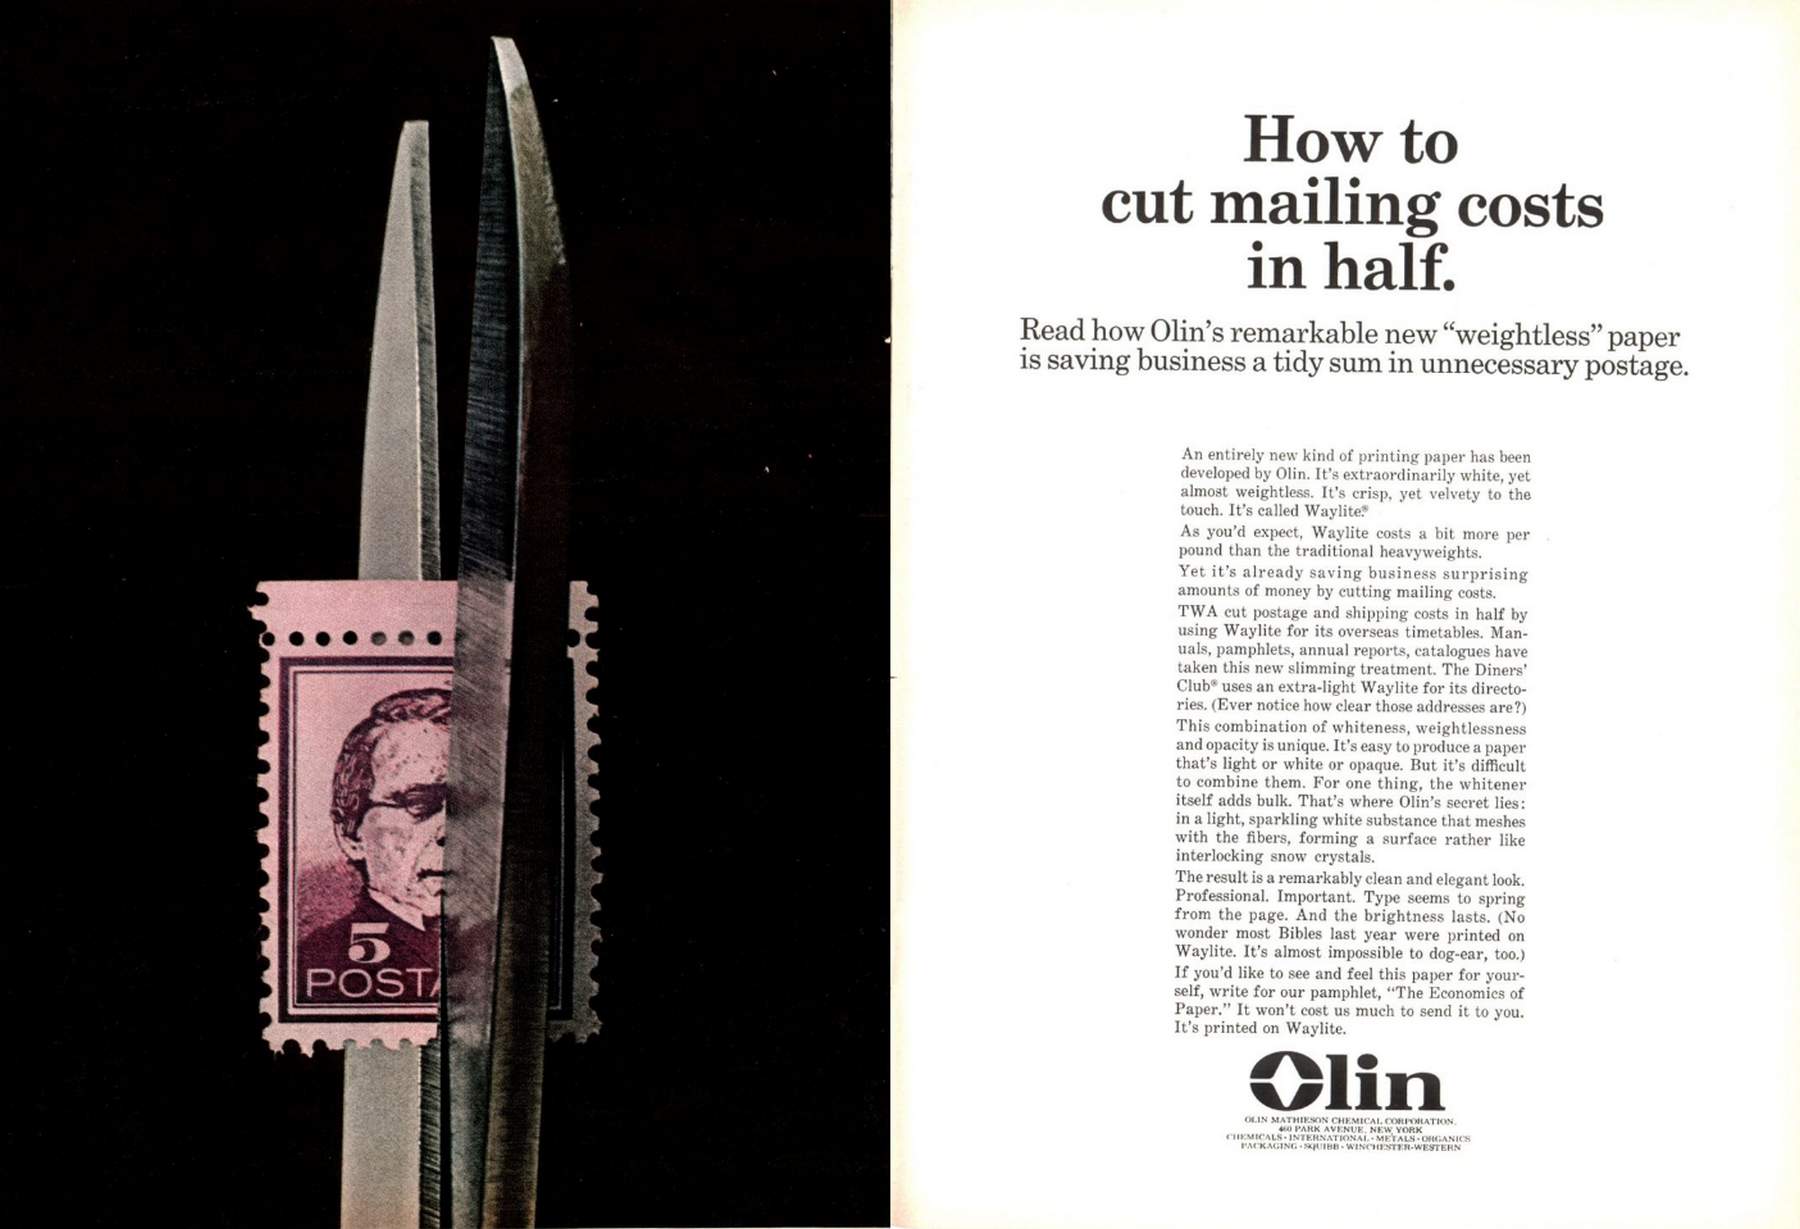 5
POSTA
How to
cut mailing costs
in half.
Read how Olin's remarkable new “weightless” paper
is saving business a tidy sum in unnecessary postage.
An entirely new kind of printing paper has been
developed by Olin. It's extraordinarily white, yet
almost weightless. It's crisp, yet velvety to the
touch. It's called Waylite.®
As you'd expect, Waylite costs a bit more per
pound than the traditional heavyweights.
Yet it's already saving business surprising
amounts of money by cutting mailing costs.
TWA cut postage and shipping costs in half by
using Waylite for its overseas timetables. Man-
uals, pamphlets, annual reports, catalogues have
taken this new slimming treatment. The Diners'
Club® uses an extra-light Waylite for its directo-
ries. (Ever notice how clear those addresses are?)
This combination of whiteness, weightlessness
and opacity is unique. It's easy to produce a paper
that's light or white or opaque. But it's difficult
to combine them. For one thing, the whitener
itself adds bulk. That's where Olin's secret lies:
in a light, sparkling white substance that meshes
with the fibers, forming a surface rather like
interlocking snow crystals.
The result is a remarkably clean and elegant look.
Professional. Important. Type seems to spring
from the page. And the brightness lasts. (No
wonder most Bibles last year were printed on
Waylite. It's almost impossible to dog-ear, too.)
If you'd like to see and feel this paper for your-
self, write for our pamphlet, “The Economics of
Paper.” It won't cost us much to send it to you.
It's printed on Waylite.
Olin
OLIN MATHIESON CHEMICAL CORPORATION,
460 PARK AVENUE, NEW YORK
CHEMICALS • INTERNATIONAL • METALS • ORGANICS
PACKAGING • SQUIBB • WINCHESTER-WESTERN